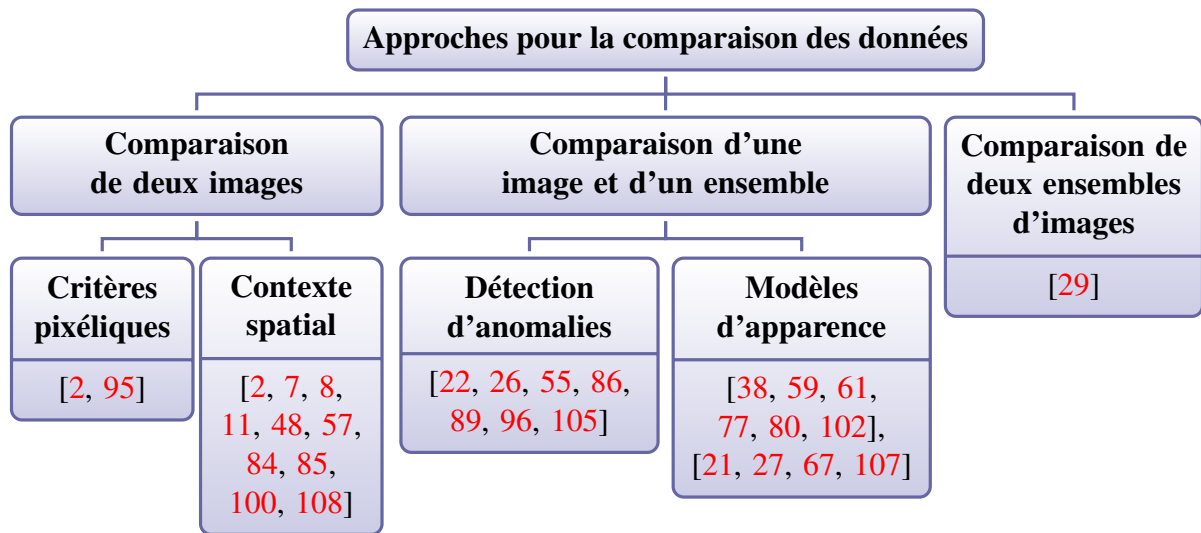 Approches pour la comparaison des données
Comparaison
de deux images
Comparaison d'une
image et d'un ensemble
Comparaison de
deux ensembles
d'images
[29]
Critères
pixéliques
[2, 95]
Contexte
spatial
[2, 7, 8,
11, 48, 57,
84, 85,
100, 108]
Détection
d'anomalies
[22, 26, 55, 86,
89, 96, 105]
Modèles
d'apparence
[38, 59, 61,
77, 80, 102],
[21, 27, 67, 107]